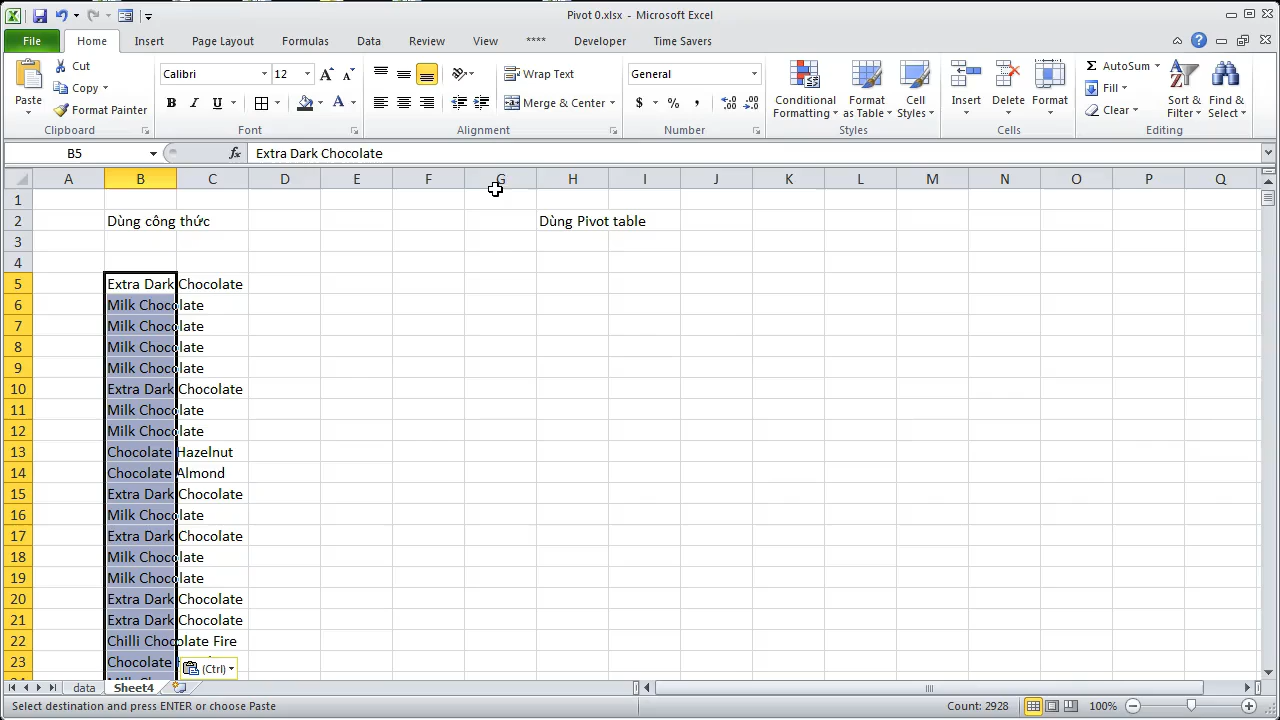 Pivot 0.xlsx - Microsoft Excel
File
Home
Insert
Page Layout
Formulas
Data
Review
View
****
Developer
Time Savers
Paste
Cut
Copy
Format Painter
Clipboard
Calibri
12
B I U
A
Font
Wrap Text
Merge & Center
Alignment
General
$ % ,
Number
Conditional Formatting
Format as Table
Cell Styles
Styles
Insert
Delete
Format
Cells
Σ AutoSum
Fill
Clear
Sort & Filter
Find & Select
Editing
B5
fx
Extra Dark Chocolate
A B C D E F G H I J K L M N O P Q
1
2 Dùng công thức Dùng Pivot table
3
4
5 Extra Dark Chocolate
6 Milk Chocolate
7 Milk Chocolate
8 Milk Chocolate
9 Milk Chocolate
10 Extra Dark Chocolate
11 Milk Chocolate
12 Milk Chocolate
13 Chocolate Hazelnut
14 Chocolate Almond
15 Extra Dark Chocolate
16 Milk Chocolate
17 Extra Dark Chocolate
18 Milk Chocolate
19 Milk Chocolate
20 Extra Dark Chocolate
21 Extra Dark Chocolate
22 Chilli Chocolate Fire
23 Chocolate
(Ctrl)
data
Sheet4
Select destination and press ENTER or choose Paste
Count: 2928
100%